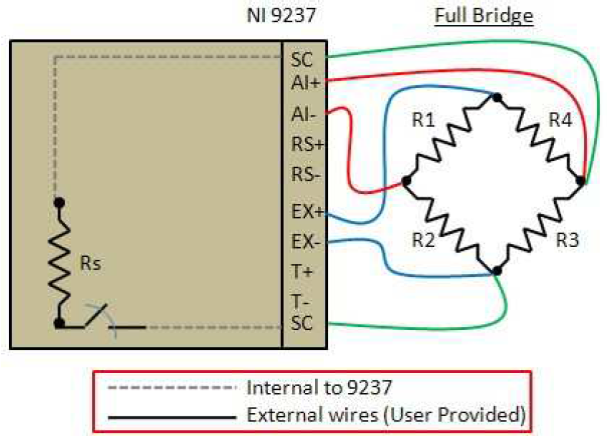 NI 9237
Full Bridge
SC
AI+
AI-
RS+
RS-
EX+
EX-
T+
T-
SC
Rs
R1
R4
R2
R3
Internal to 9237
External wires (User Provided)